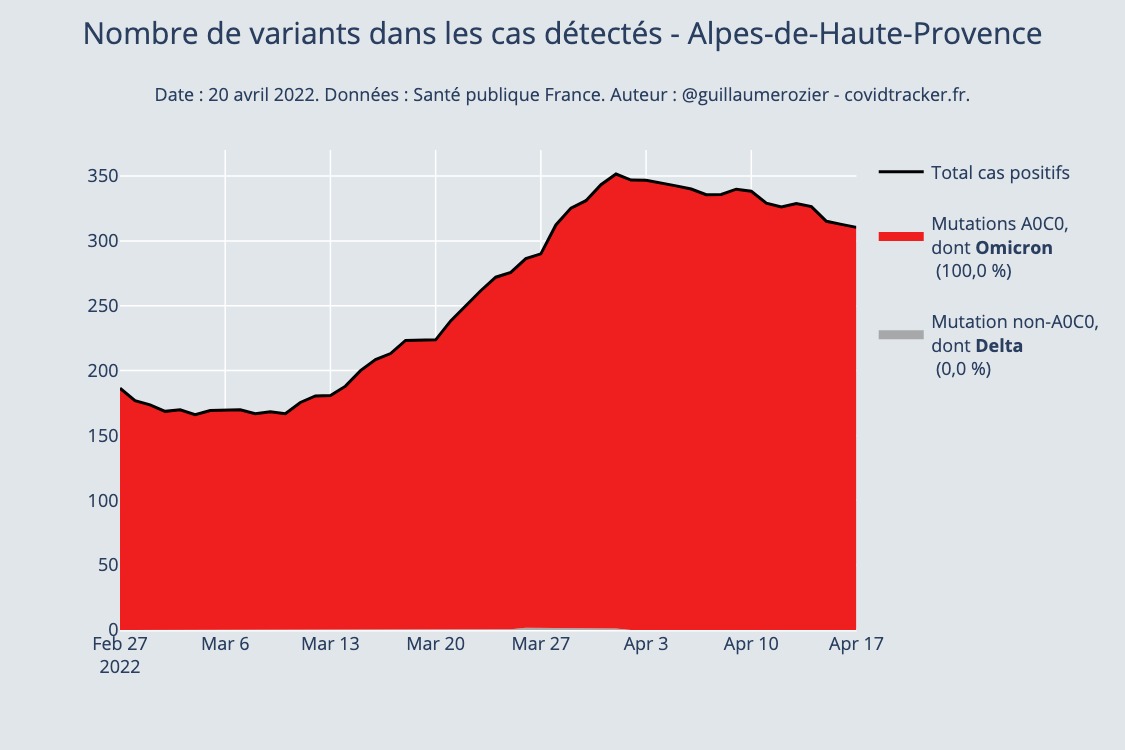 Nombre de variants dans les cas détectés - Alpes-de-Haute-Provence
Date : 20 avril 2022. Données : Santé publique France. Auteur : @guillaumerozier - covidtracker.fr.
350
300
250
200
150
100
50
0
Feb 27
2022
Mar 6
Mar 13
Mar 20
Mar 27
Apr 3
Apr 10
Apr 17
Total cas positifs
Mutations A0C0,
dont Omicron
(100,0 %)
Mutation non-A0C0,
dont Delta
(0,0 %)